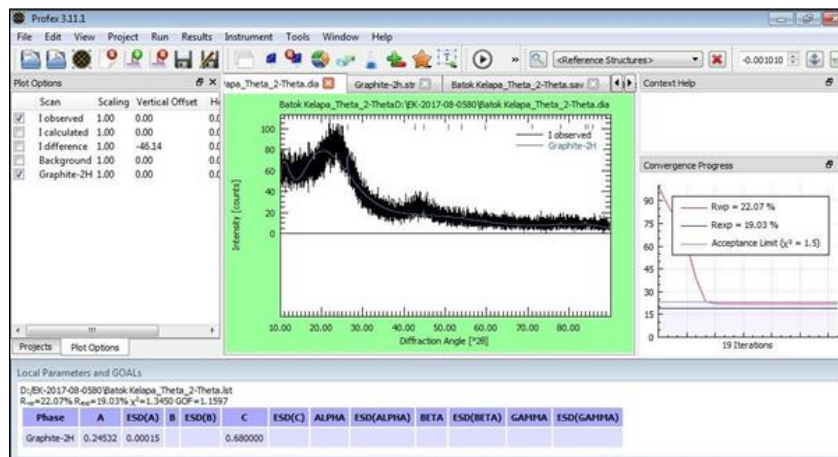 Profex 3.11.1
File Edit View Project Run Results Instrument Tools Window Help
» <Reference Structures> -0.001010
Plot Options
Scan Scaling Vertical Offset
I observed 1.00 0.00
I calculated 1.00 0.00
I difference 1.00 -46.14
Background 1.00 0.00
Graphite-2H 1.00 0.00
Projects Plot Options
apa_Theta_2-Theta.dia Graphite-2h.str Batok Kelapa_Theta_2-Theta.sav
Batok Kelapa_Theta_2-ThetaD:\EK-2017-08-0580\Batok Kelapa_Theta_2-Theta.dia
I observed
Graphite-2H
Intensity [counts]
100
80
60
40
20
0
10.00 20.00 30.00 40.00 50.00 60.00 70.00 80.00
Diffraction Angle [°2θ]
Context Help
Convergence Progress
Rwp = 22.07 %
Rexp = 19.03 %
Acceptance Limit (χ² = 1.5)
90
75
60
45
30
15
0
19 Iterations
Local Parameters and GOALs
D:/EK-2017-08-0580/Batok Kelapa_Theta_2-Theta.lst
Rwp=22.07% Rexp=19.03% χ²=1.3450 GOF=1.1597
Phase A ESD(A) B ESD(B) C ESD(C) ALPHA ESD(ALPHA) BETA ESD(BETA) GAMMA ESD(GAMMA)
Graphite-2H 0.24532 0.00015 0.680000